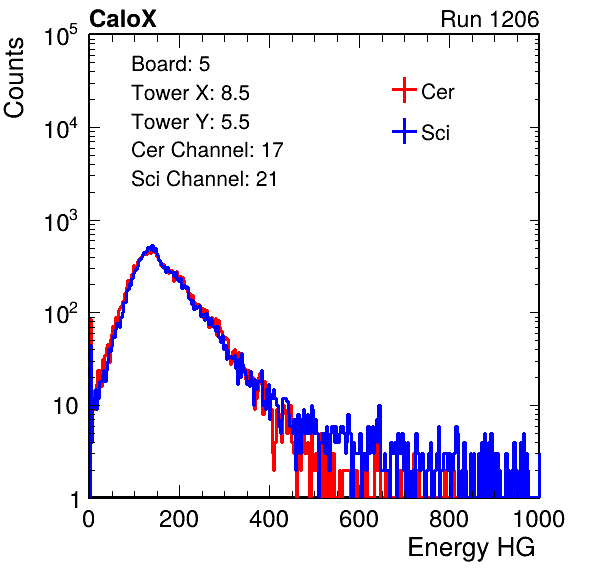 CaloX Run 1206
Counts
Board: 5
Tower X: 8.5
Tower Y: 5.5
Cer Channel: 17
Sci Channel: 21
Cer
Sci
10^5
10^4
10^3
10^2
10
1
0 200 400 600 800 1000
Energy HG